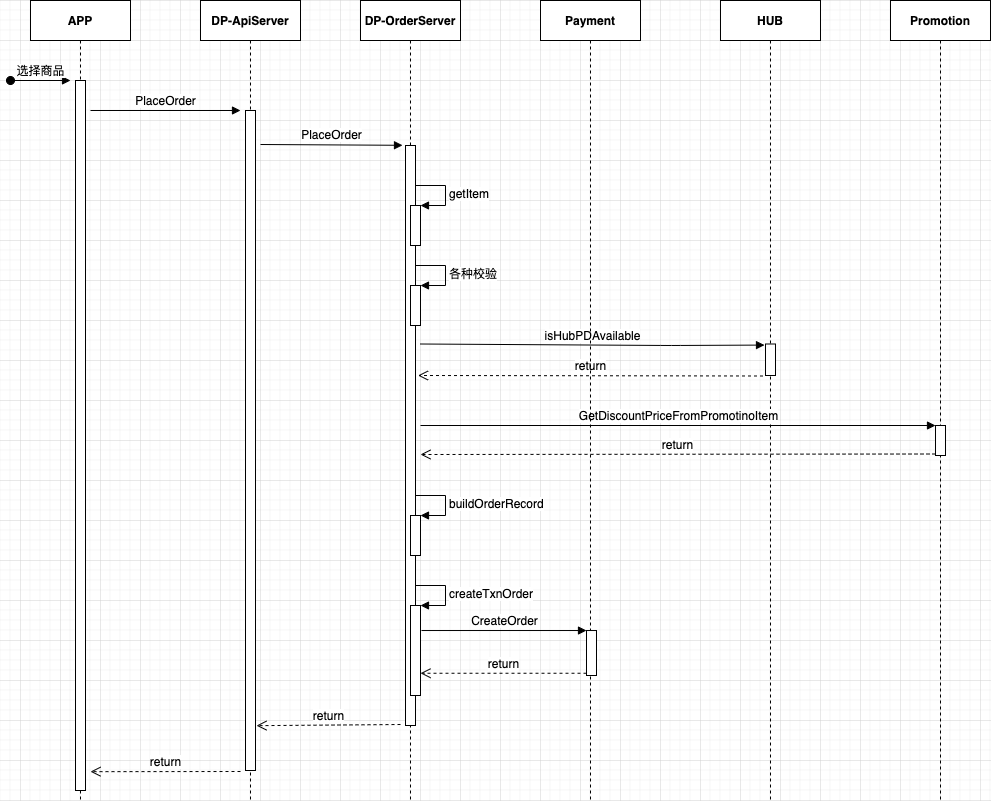 APP
DP-ApiServer
DP-OrderServer
Payment
HUB
Promotion
选择商品
PlaceOrder
PlaceOrder
getItem
各种校验
isHubPDAvailable
return
GetDiscountPriceFromPromotinoItem
return
buildOrderRecord
createTxnOrder
CreateOrder
return
return
return